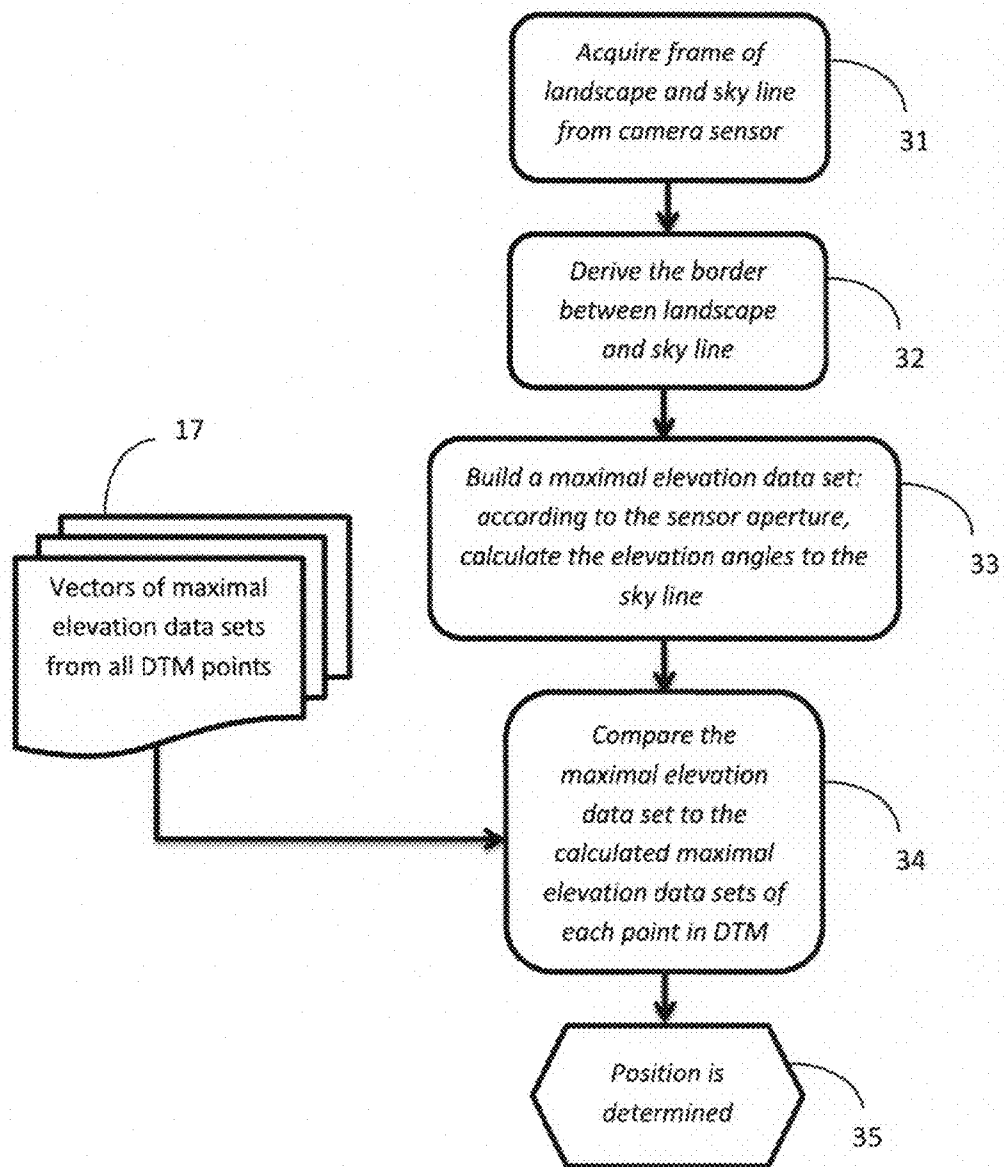 Acquire frame of
landscape and sky line
from camera sensor
31
Derive the border
between landscape
and sky line
32
17
Vectors of maximal
elevation data sets
from all DTM points
Build a maximal elevation data set:
according to the sensor aperture,
calculate the elevation angles to the
sky line
33
Compare the
maximal elevation
data set to the
calculated maximal
elevation data sets of
each point in DTM
34
Position is
determined
35